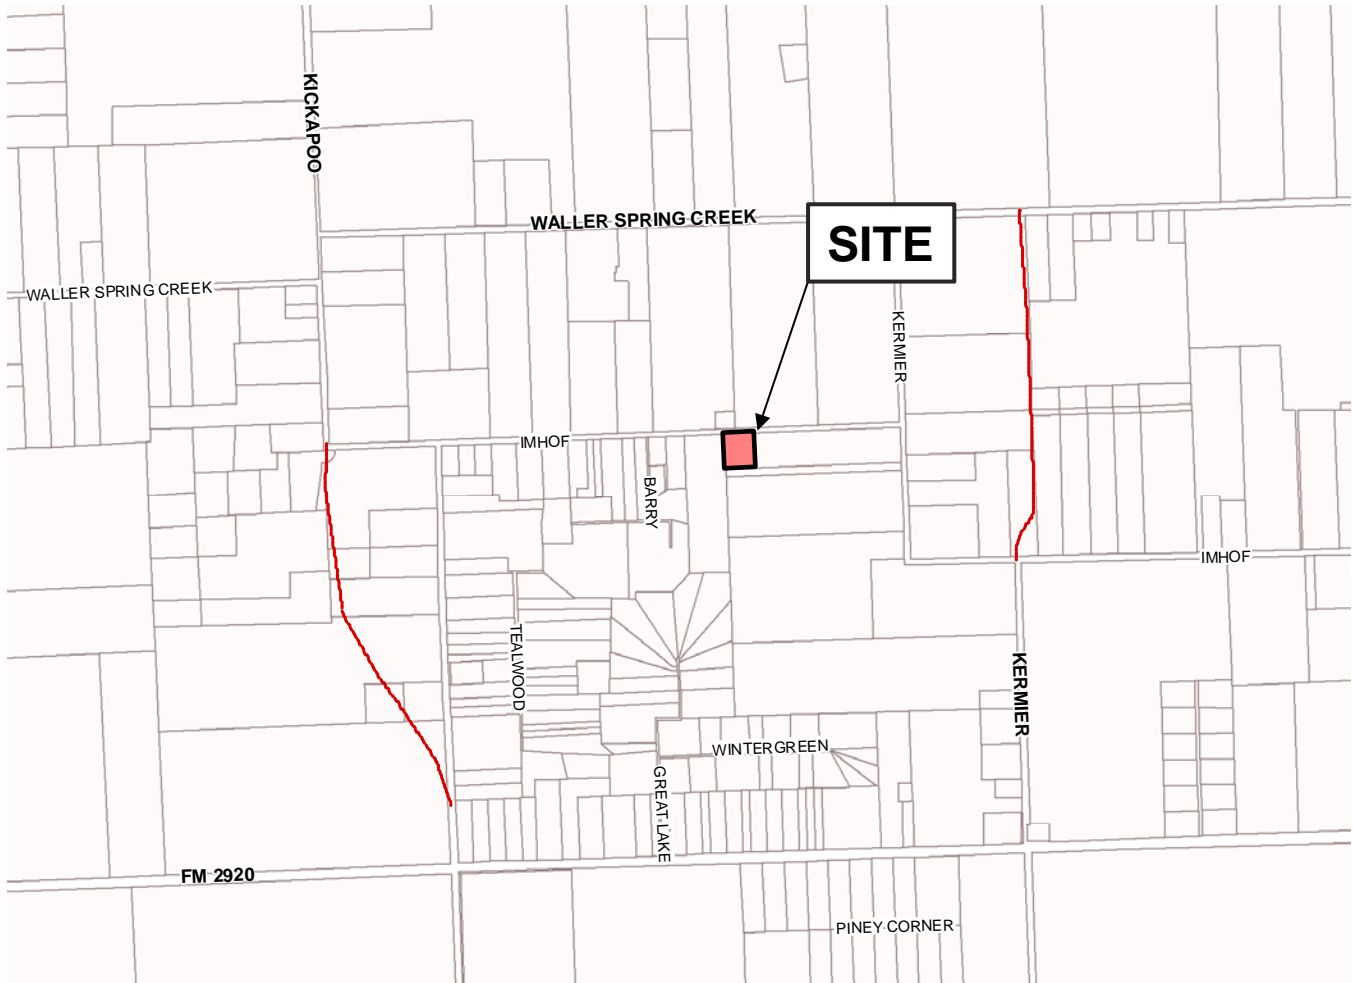 KICKAPOO
WALLER SPRING CREEK
SITE
WALLER SPRING CREEK
KERMIER
IMHOF
BARRY
IMHOF
TEALWOOD
KERMIER
WINTERGREEN
GREAT LAKE
FM 2920
PINEY CORNER